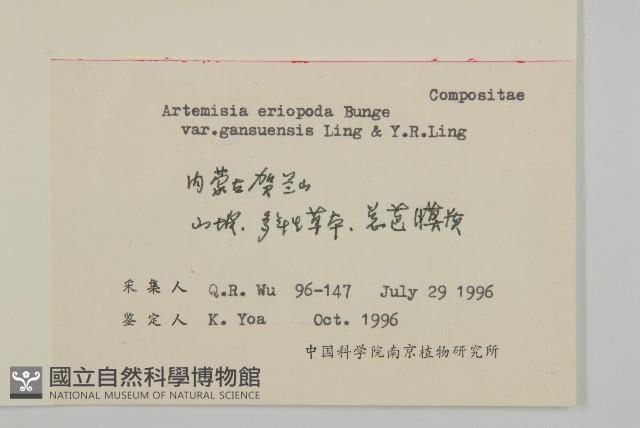 Compositae
Artemisia eriopoda Bunge
var.gansuensis Ling & Y.R.Ling
内蒙古贺兰山
山坡、多年生草本、总苞膜质
采集人 Q.R. Wu 96-147 July 29 1996
鉴定人 K. Yoa Oct. 1996
中国科学院南京植物研究所
國立自然科學博物館
NATIONAL MUSEUM OF NATURAL SCIENCE